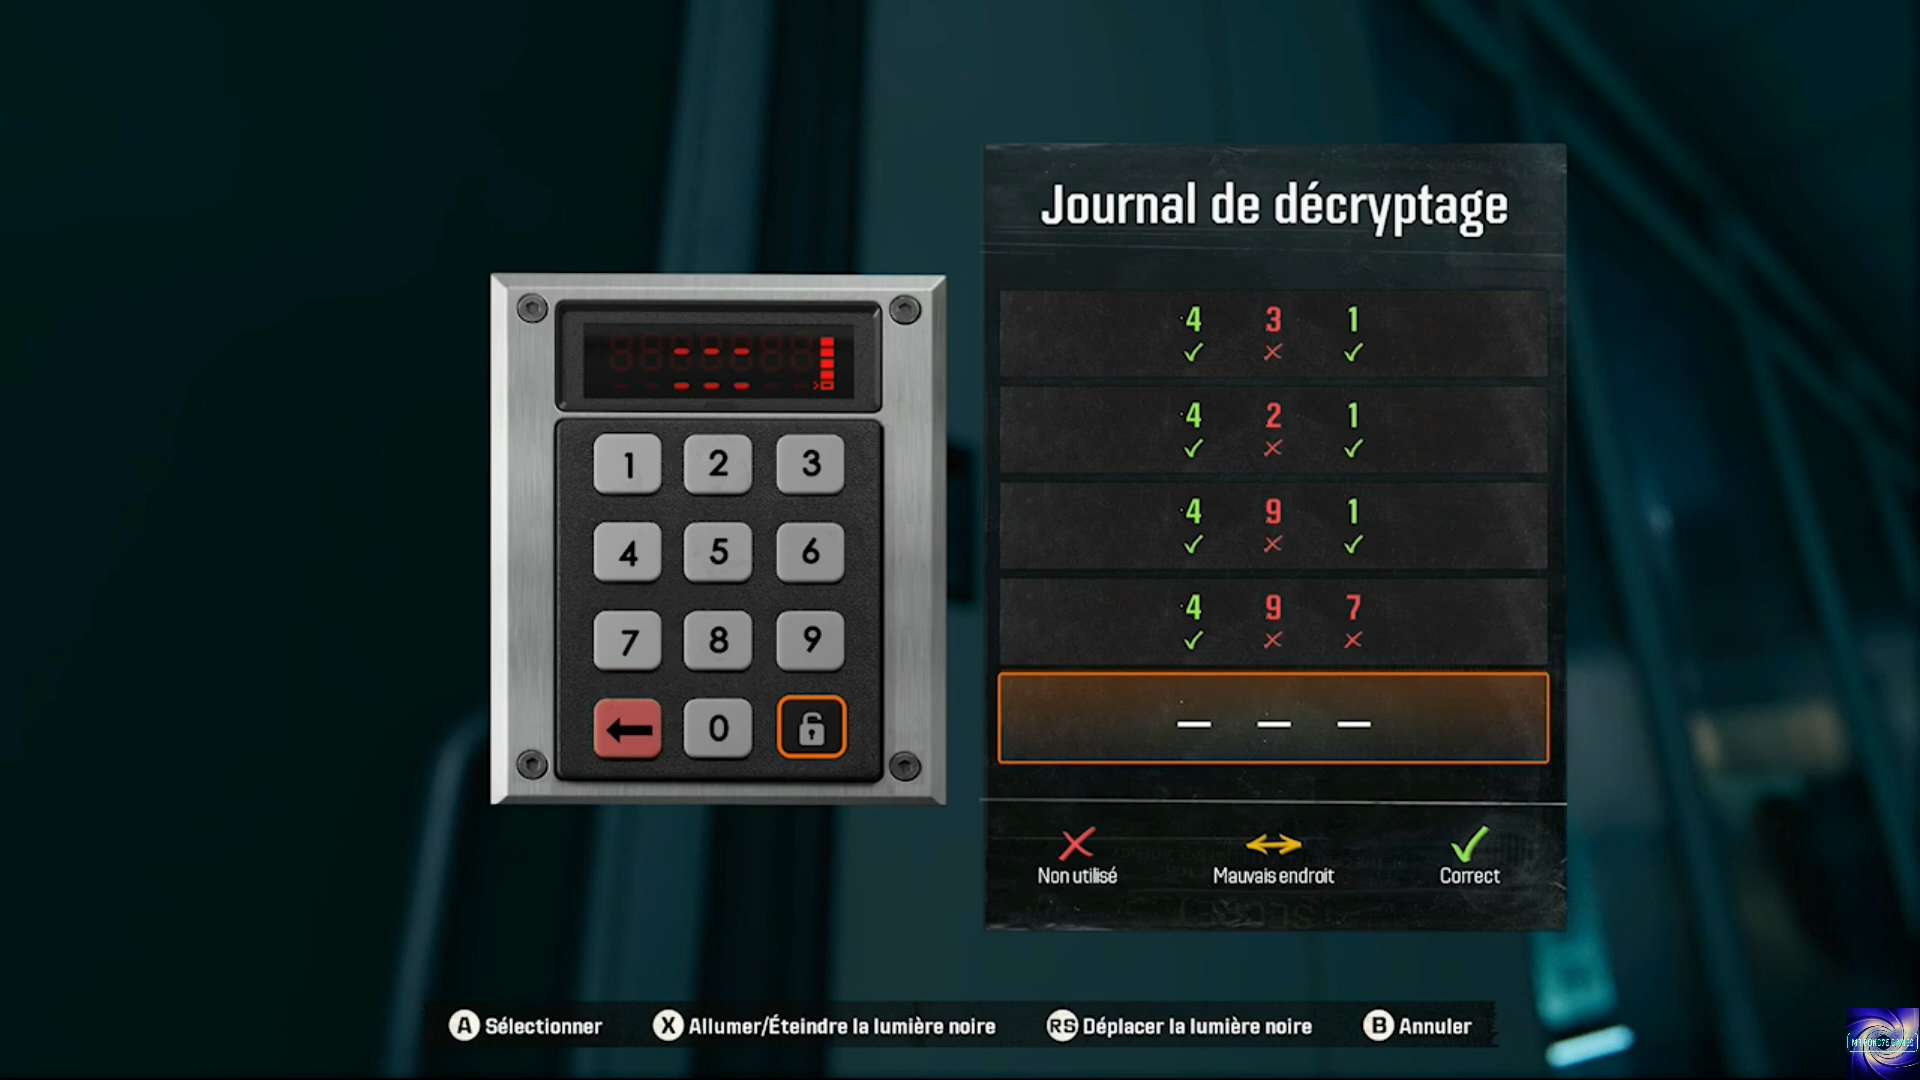 Journal de décryptage
4 3 1
4 2 1
4 9 1
4 9 7
1 2 3
4 5 6
7 8 9
0
Non utilisé Mauvais endroit Correct
A Sélectionner X Allumer/Éteindre la lumière noire RS Déplacer la lumière noire B Annuler